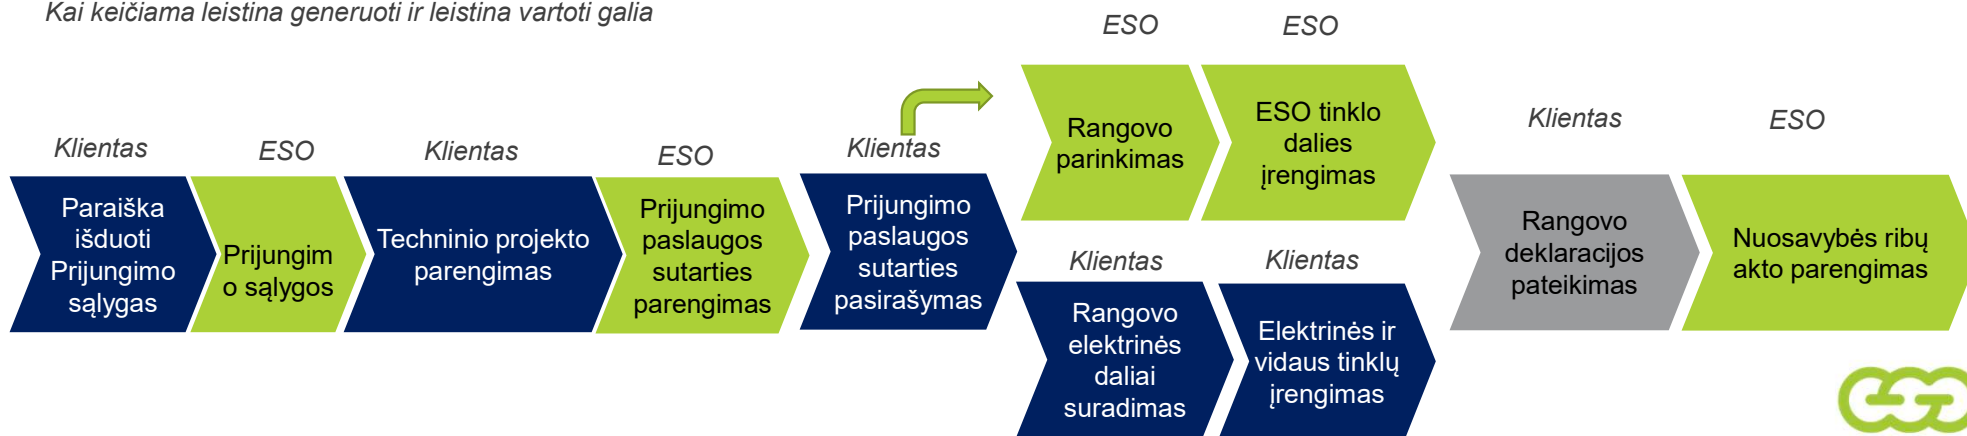 Kai keičiama leistina generuoti ir leistina vartoti galia
Klientas
Paraiška
išduoti
Prijungimo
sąlygas
ESO
Prijungim
o sąlygos
Klientas
Techninio projekto
parengimas
ESO
Prijungimo
paslaugos
sutarties
parengimas
Klientas
Prijungimo
paslaugos
sutarties
pasirašymas
ESO
Rangovo
parinkimas
ESO
ESO tinklo
dalies
įrengimas
Klientas
Rangovo
elektrinės
daliai
suradimas
Klientas
Elektrinės ir
vidaus tinklų
įrengimas
Klientas
Rangovo
deklaracijos
pateikimas
ESO
Nuosavybės ribų
akto parengimas
ESO